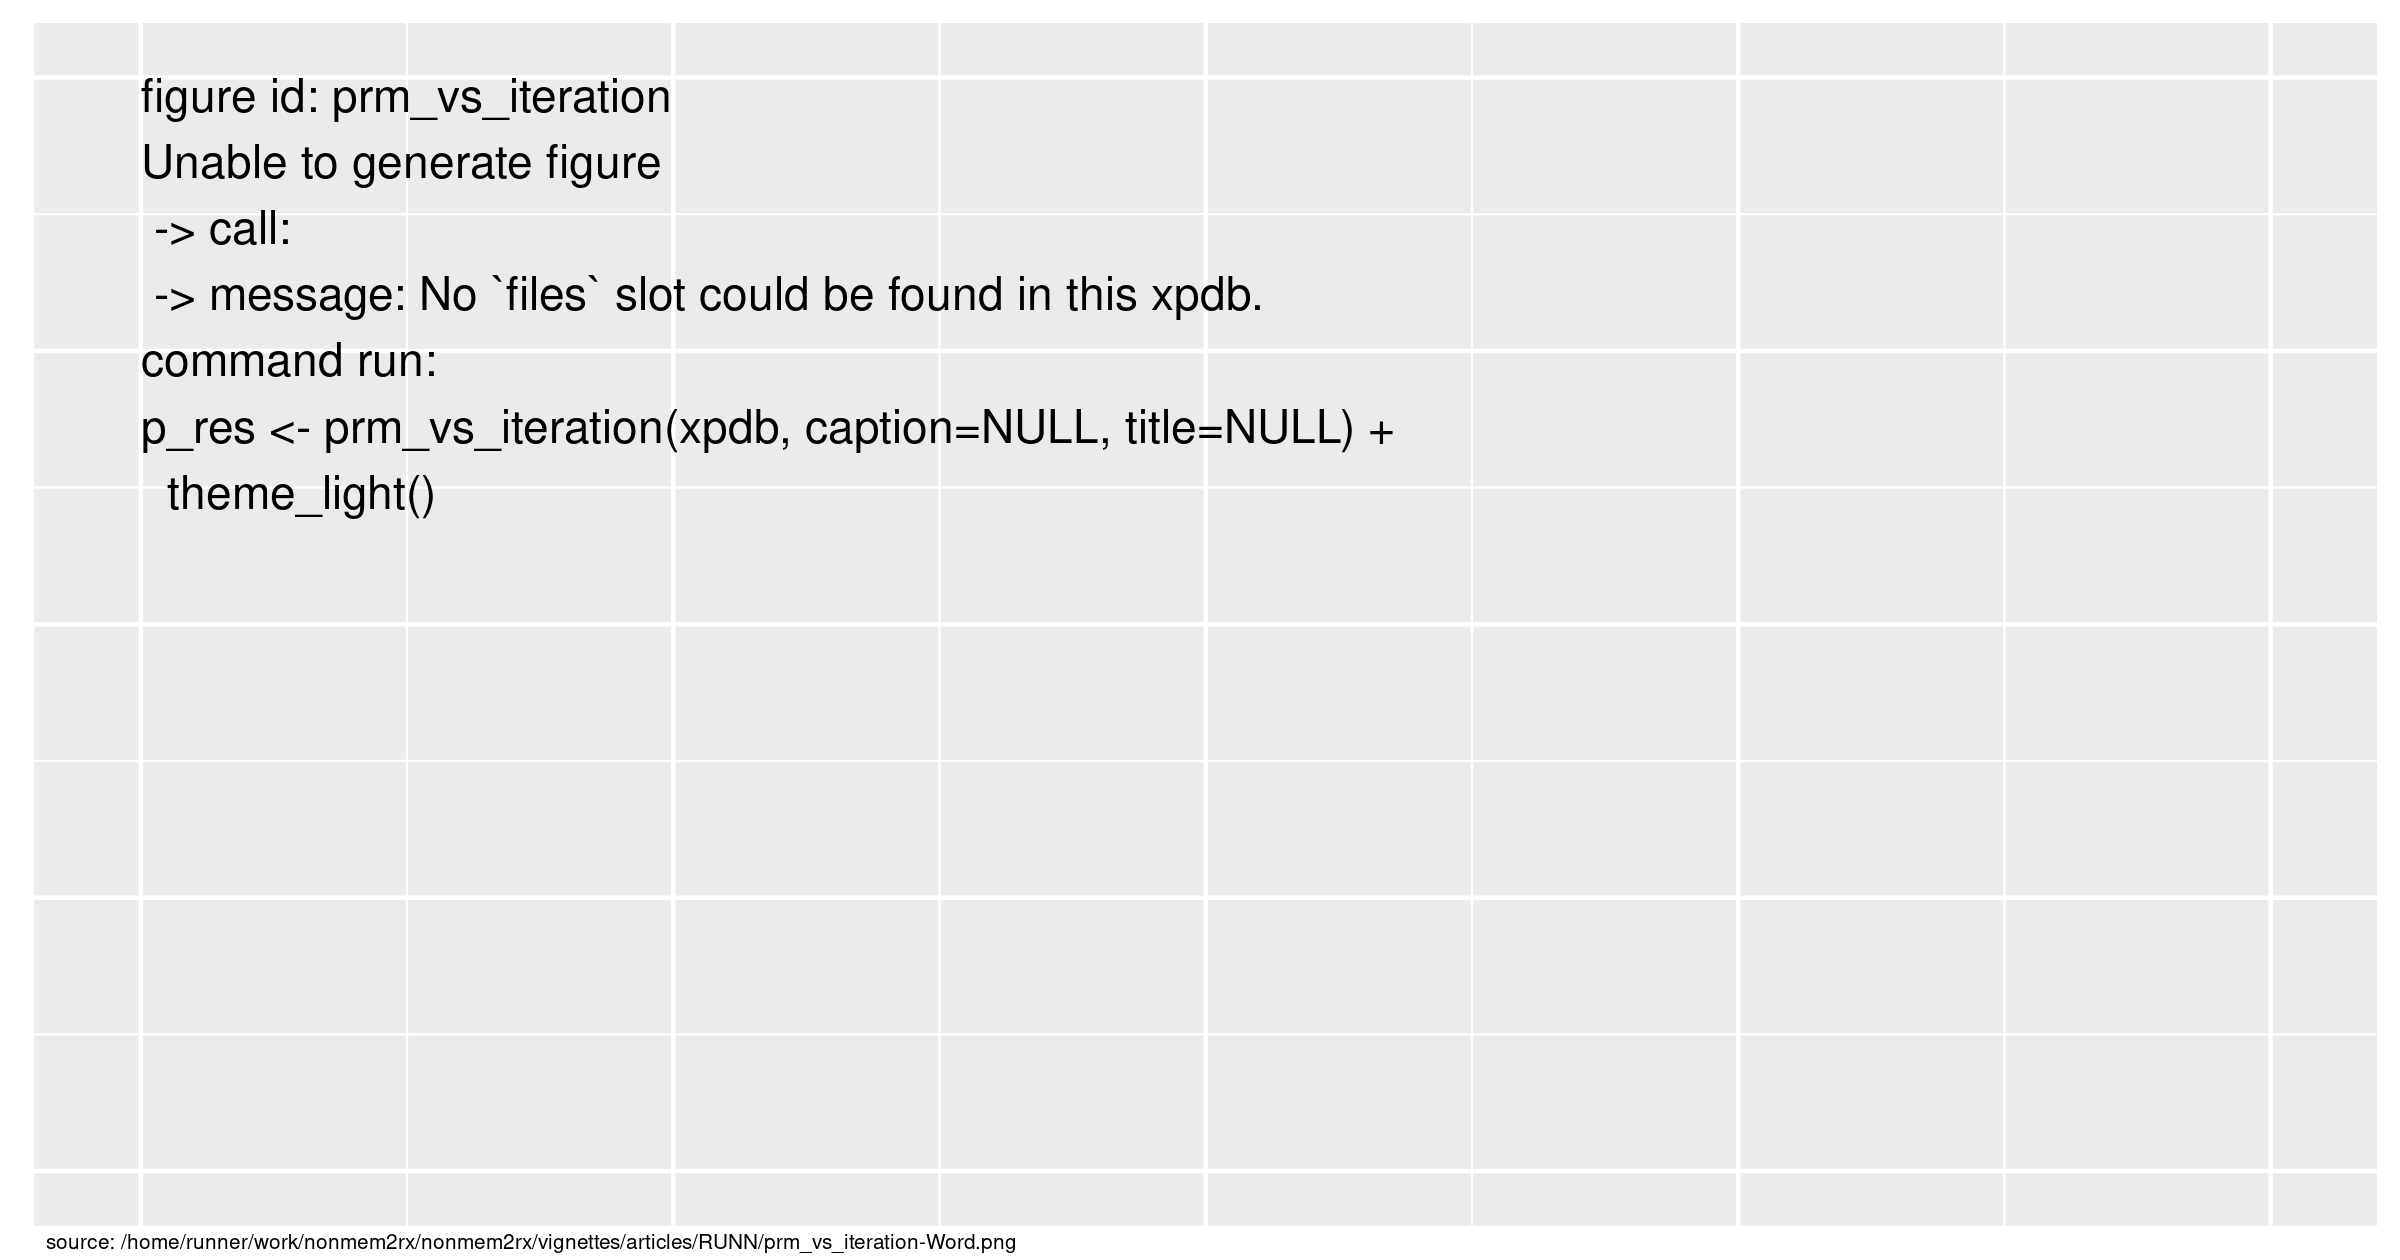 figure id: prm_vs_iteration
Unable to generate figure
 -> call:
 -> message: No `files` slot could be found in this xpdb.
command run:
p_res <- prm_vs_iteration(xpdb, caption=NULL, title=NULL) +
  theme_light()
source: /home/runner/work/nonmem2rx/nonmem2rx/vignettes/articles/RUNN/prm_vs_iteration-Word.png